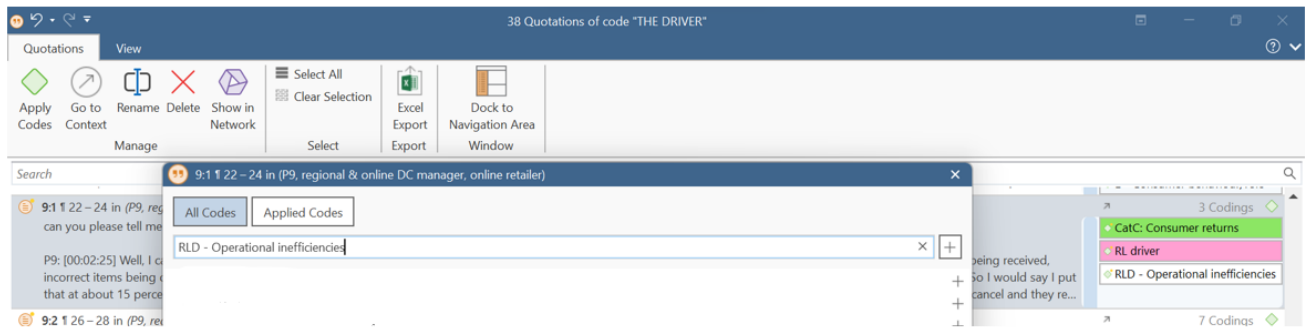 38 Quotations of code "THE DRIVER"
Quotations View
Select All
Clear Selection
Apply Codes
Go to Context
Rename
Delete
Show in Network
Excel Export
Dock to Navigation Area
Manage Select Export Window
Search
9:1 ¶ 22 – 24 in (P9, regional & online DC manager, online retailer)
All Codes Applied Codes
RLD - Operational inefficiencies
9:1 ¶ 22 – 24 in (P9, reg
can you please tell me
P9: [00:02:25] Well, I
being received,
incorrect items being
So I would say I put
that at about 15 perce
cancel and they re...
3 Codings
CatC: Consumer returns
RL driver
RLD - Operational inefficiencies
9:2 ¶ 26 – 28 in (P9, re
7 Codings